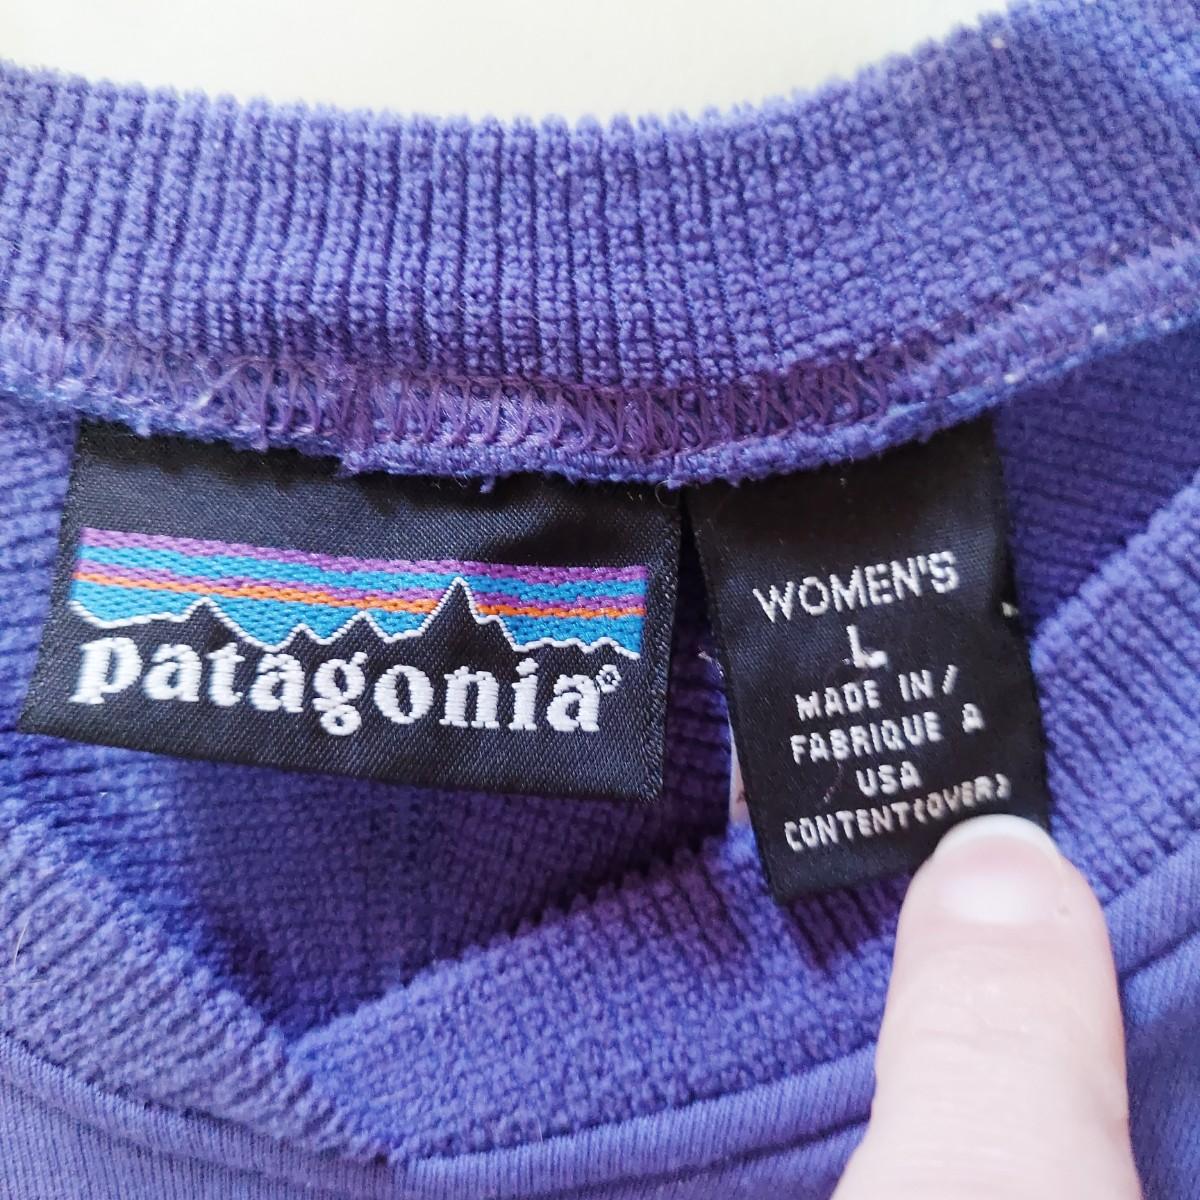 patagonia®
WOMEN'S
L
MADE IN/
FABRIQUE A
USA
CONTENT(OVER)